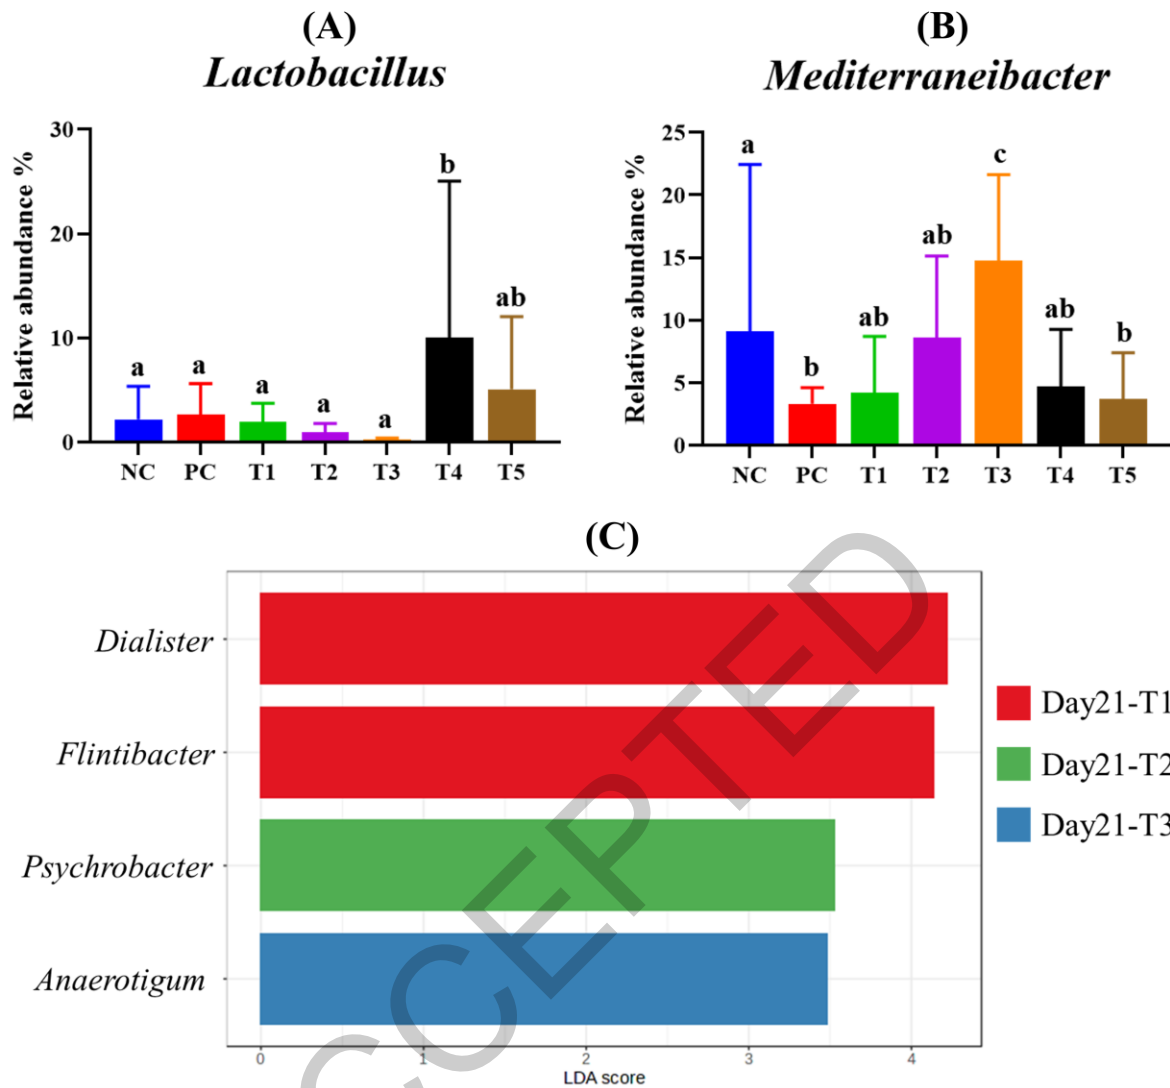 (A)
Lactobacillus
Relative abundance %
30
20
10
0
a
a
a
a
a
b
ab
NC PC T1 T2 T3 T4 T5
(B)
Mediterraneibacter
Relative abundance %
25
20
15
10
5
0
a
b
ab
ab
c
ab
b
NC PC T1 T2 T3 T4 T5
(C)
Dialister
Flintibacter
Psychrobacter
Anaerotigum
0 1 2 3 4
LDA score
Day21-T1
Day21-T2
Day21-T3
CCEPTED